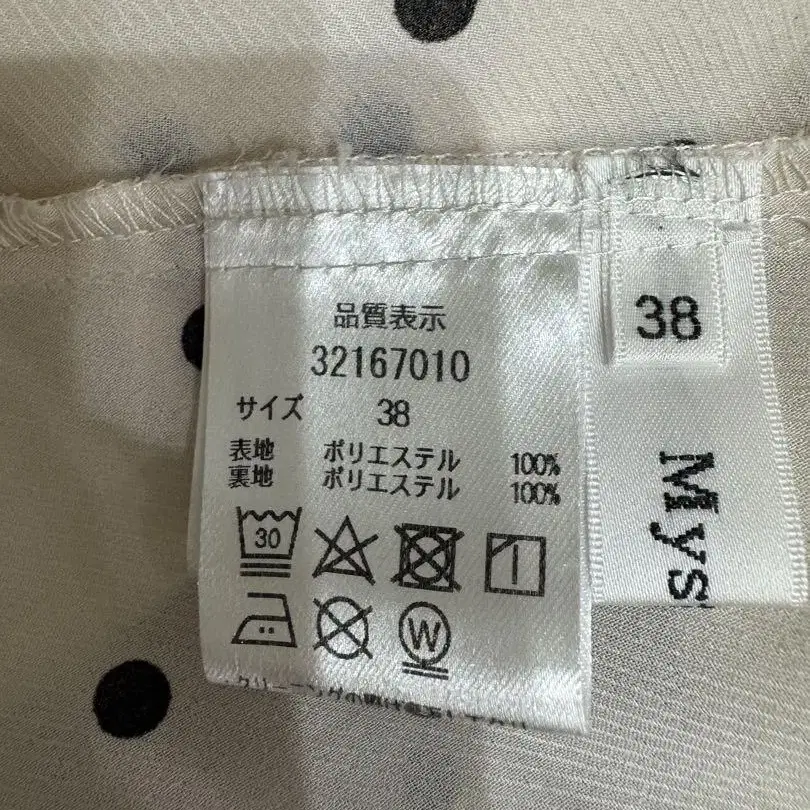 品質表示
32167010
サイズ 38
表地 ポリエステル 100%
裏地 ポリエステル 100%
30
W
38
Mys